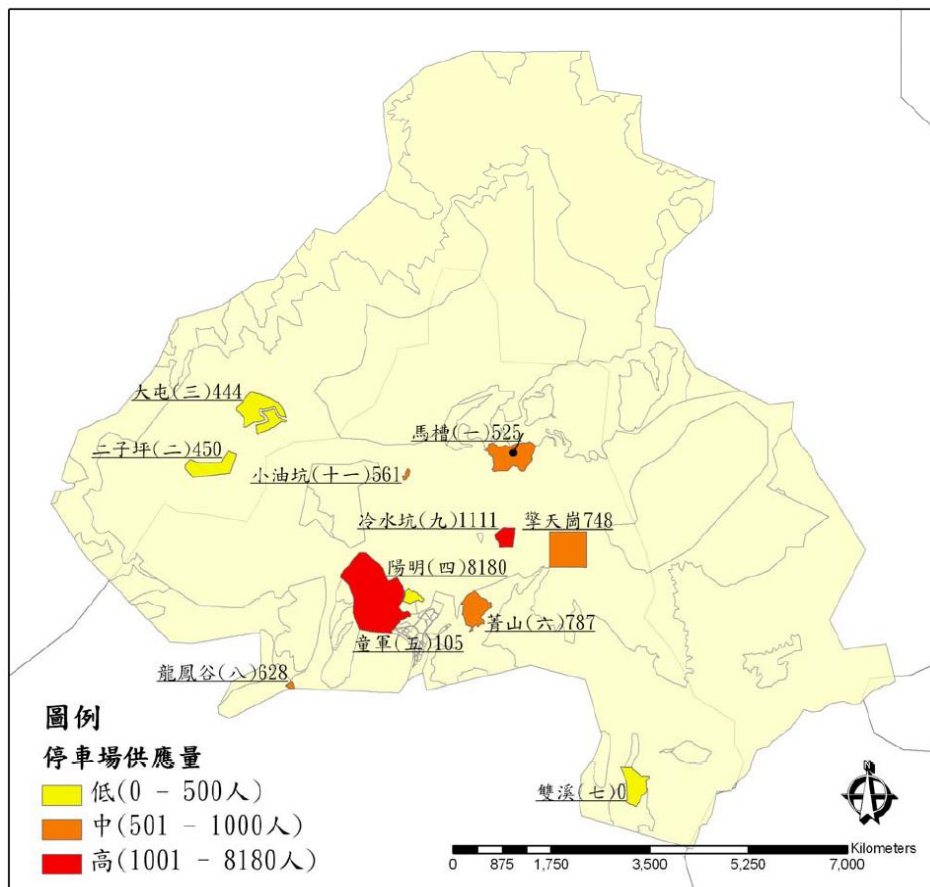 大屯(三)444
二子坪(二)450
馬槽(一)525
小油坑(十一)561
冷水坑(九)1111
擎天崗748
陽明(四)8180
菁山(六)787
童軍(五)105
龍鳳谷(八)628
雙溪(七)0
圖例
停車場供應量
低(0 - 500人)
中(501 - 1000人)
高(1001 - 8180人)
N
Kilometers
0 875 1,750 3,500 5,250 7,000